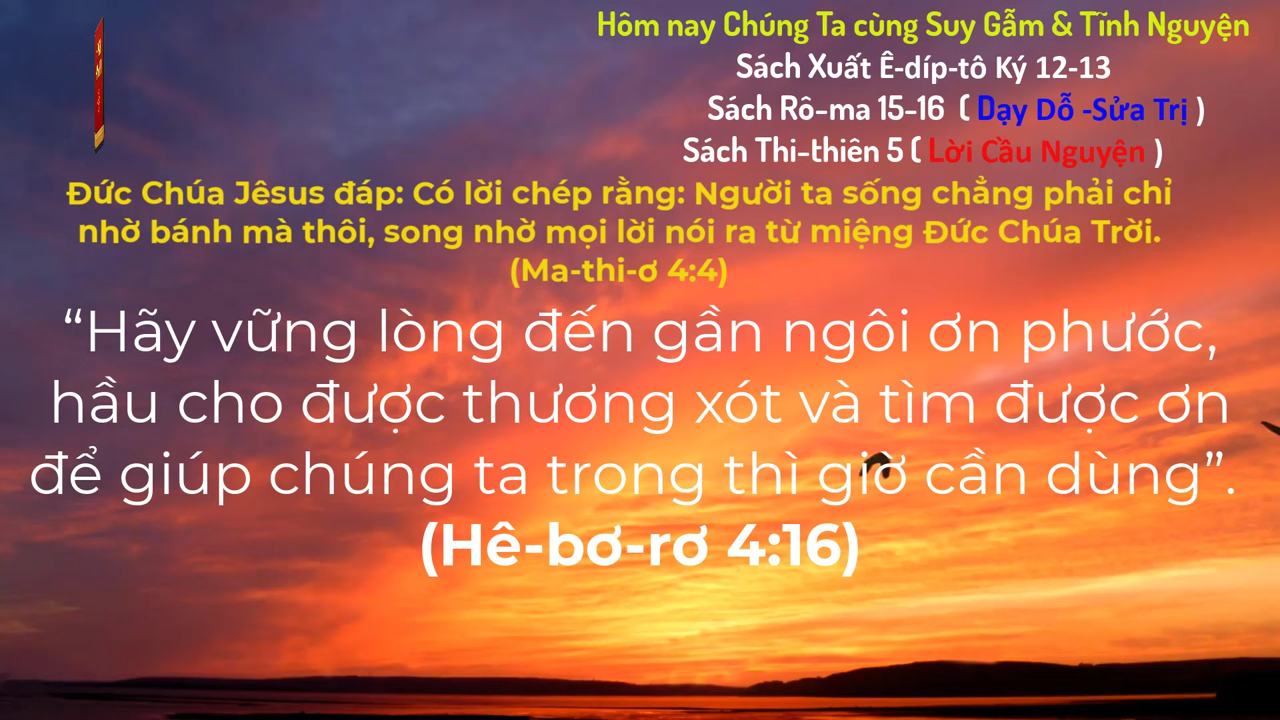 Hôm nay Chúng Ta cùng Suy Gẫm & Tĩnh Nguyện
Sách Xuất Ê-díp-tô Ký 12-13
Sách Rô-ma 15-16 ( Dạy Dỗ -Sửa Trị )
Sách Thi-thiên 5 ( Lời Cầu Nguyện )
Đức Chúa Jêsus đáp: Có lời chép rằng: Người ta sống chẳng phải chỉ
nhờ bánh mà thôi, song nhờ mọi lời nói ra từ miệng Đức Chúa Trời.
(Ma-thi-ơ 4:4)
“Hãy vững lòng đến gần ngôi ơn phước,
hầu cho được thương xót và tìm được ơn
để giúp chúng ta trong thì giờ cần dùng”.
(Hê-bơ-rơ 4:16)